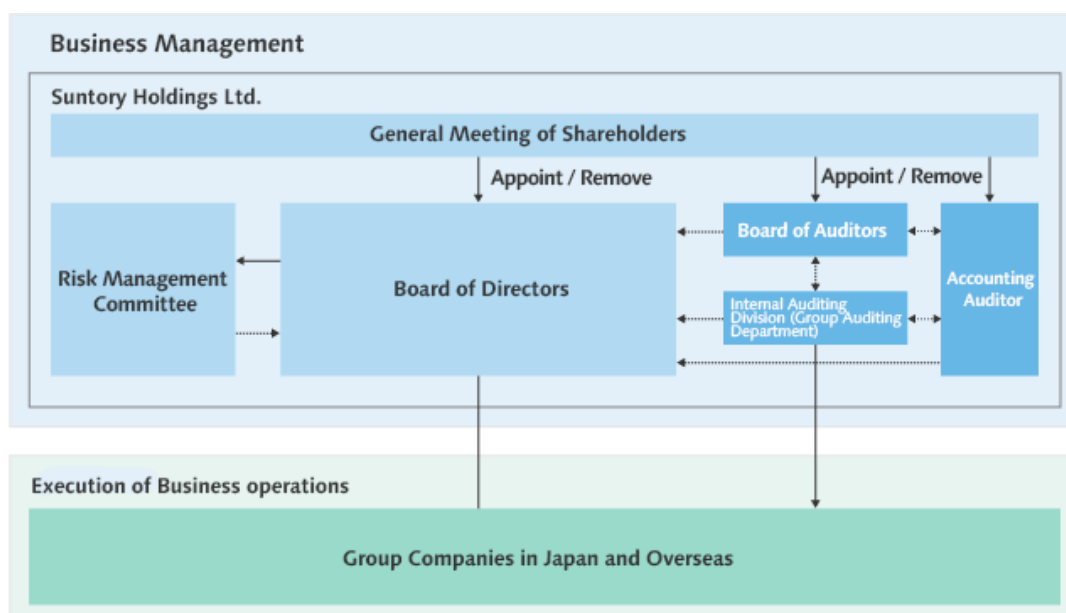 Business Management
Suntory Holdings Ltd.
General Meeting of Shareholders
Appoint / Remove
Appoint / Remove
Risk Management
Committee
Board of Directors
Board of Auditors
Internal Auditing
Division (Group Auditing
Department)
Accounting
Auditor
Execution of Business operations
Group Companies in Japan and Overseas